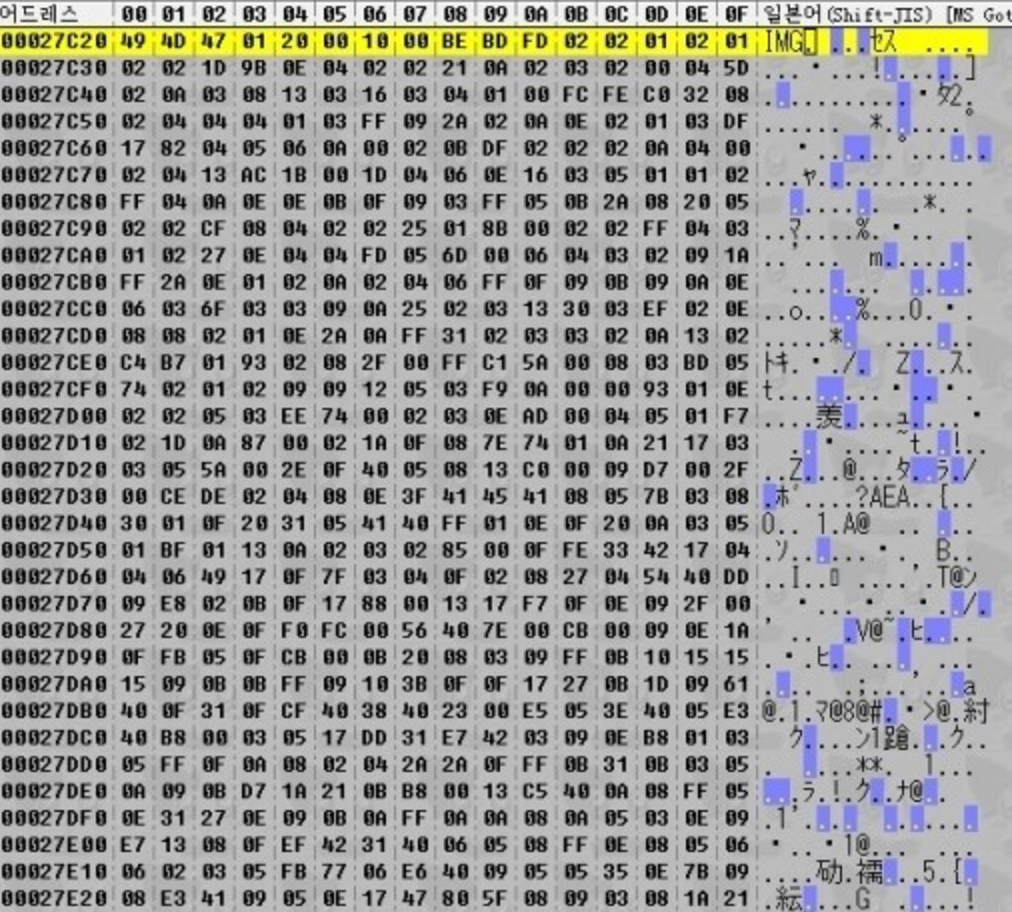 어드레스 00 01 02 03 04 05 06 07 08 09 0A 0B 0C 0D 0E 0F 일본어(Shift-JIS) [MS Got
00027C20 49 4D 47 01 20 00 10 00 BE BD FD 02 02 01 02 01 IMG. ...ｾｽ ....
00027C30 02 02 1D 9B 0E 04 02 02 21 0A 02 03 02 00 04 5D
00027C40 02 0A 03 08 13 03 16 03 04 01 00 FC FE C0 32 08
00027C50 02 04 04 04 01 03 FF 09 2A 02 0A 0E 02 01 03 DF
00027C60 17 82 04 05 06 0A 00 02 0B DF 02 02 02 0A 04 00
00027C70 02 04 13 AC 1B 00 1D 04 06 0E 16 03 05 01 01 02
00027C80 FF 04 0A 0E 0E 0B 0F 09 03 FF 05 0B 2A 08 20 05
00027C90 02 02 CF 08 04 02 02 25 01 8B 00 02 02 FF 04 03
00027CA0 01 02 27 0E 04 04 FD 05 6D 00 06 04 03 02 09 1A
00027CB0 FF 2A 0E 01 02 0A 02 04 06 FF 0F 09 0B 09 0A 0E
00027CC0 06 03 6F 03 03 09 0A 25 02 03 13 30 03 EF 02 0E
00027CD0 08 08 02 01 0E 2A 0A FF 31 02 03 03 02 0A 13 02
00027CE0 C4 B7 01 93 02 08 2F 00 FF C1 5A 00 08 03 BD 05
00027CF0 74 02 01 02 09 09 12 05 03 F9 0A 00 00 93 01 0E
00027D00 02 02 05 03 EE 74 00 02 03 0E AD 00 04 05 01 F7
00027D10 02 1D 0A 87 00 02 1A 0F 08 7E 74 01 0A 21 17 03
00027D20 03 05 5A 00 2E 0F 40 05 08 13 C0 00 09 D7 00 2F
00027D30 00 CE DE 02 04 08 0E 3F 41 45 41 08 05 7B 03 08
00027D40 30 01 0F 20 31 05 41 40 FF 01 0E 0F 20 0A 03 05
00027D50 01 BF 01 13 0A 02 03 02 85 00 0F FE 33 42 17 04
00027D60 04 06 49 17 0F 7F 03 04 0F 02 08 27 04 54 40 DD
00027D70 09 E8 02 0B 0F 17 88 00 13 17 F7 0F 0E 09 2F 00
00027D80 27 20 0E 0F F0 FC 00 56 40 7E 00 CB 00 09 0E 1A
00027D90 0F FB 05 0F CB 00 0B 20 08 03 09 FF 0B 10 15 15
00027DA0 15 09 0B 0B FF 09 10 3B 0F 0F 17 27 0B 1D 09 61
00027DB0 40 0F 31 0F CF 40 38 40 23 00 E5 05 3E 40 05 E3
00027DC0 40 B8 00 03 05 17 DD 31 E7 42 03 09 0E B8 01 03
00027DD0 05 FF 0F 0A 08 02 04 2A 2A 0F FF 0B 31 0B 03 05
00027DE0 0A 09 0B D7 1A 21 0B B8 00 13 C5 40 0A 08 FF 05
00027DF0 0E 31 27 0E 09 0B 0A FF 0A 0A 08 0A 05 03 0E 09
00027E00 E7 13 08 0F EF 42 31 40 06 05 08 FF 0E 08 05 06
00027E10 06 02 03 05 FB 77 06 E6 40 09 05 05 35 0E 7B 09
00027E20 08 E3 41 09 05 0E 17 47 80 5F 08 09 03 08 1A 21